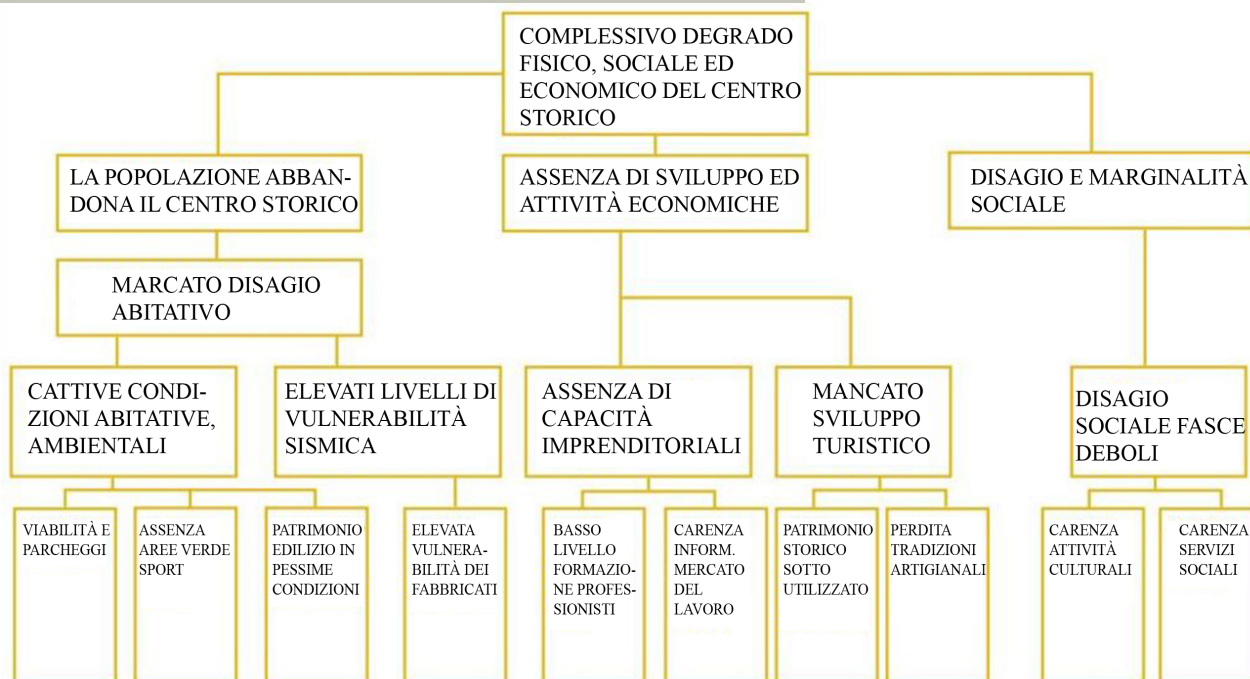 COMPLESSIVO DEGRADO
FISICO, SOCIALE ED
ECONOMICO DEL CENTRO
STORICO
LA POPOLAZIONE ABBAN-
DONA IL CENTRO STORICO
ASSENZA DI SVILUPPO ED
ATTIVITÀ ECONOMICHE
DISAGIO E MARGINALITÀ
SOCIALE
MARCATO DISAGIO
ABITATIVO
CATTIVE CONDI-
ZIONI ABITATIVE,
AMBIENTALI
ELEVATI LIVELLI DI
VULNERABILITÀ
SISMICA
ASSENZA DI
CAPACITÀ
IMPRENDITORIALI
MANCATO
SVILUPPO
TURISTICO
DISAGIO
SOCIALE FASCE
DEBOLI
VIABILITÀ E
PARCHEGGI
ASSENZA
AREE VERDE
SPORT
PATRIMONIO
EDILIZIO IN
PESSIME
CONDIZIONI
ELEVATA
VULNERA-
BILITÀ DEI
FABBRICATI
BASSO
LIVELLO
FORMAZIO-
NE PROFES-
SIONISTI
CARENZA
INFORM.
MERCATO
DEL
LAVORO
PATRIMONIO
STORICO
SOTTO
UTILIZZATO
PERDITA
TRADIZIONI
ARTIGIANALI
CARENZA
ATTIVITÀ
CULTURALI
CARENZA
SERVIZI
SOCIALI